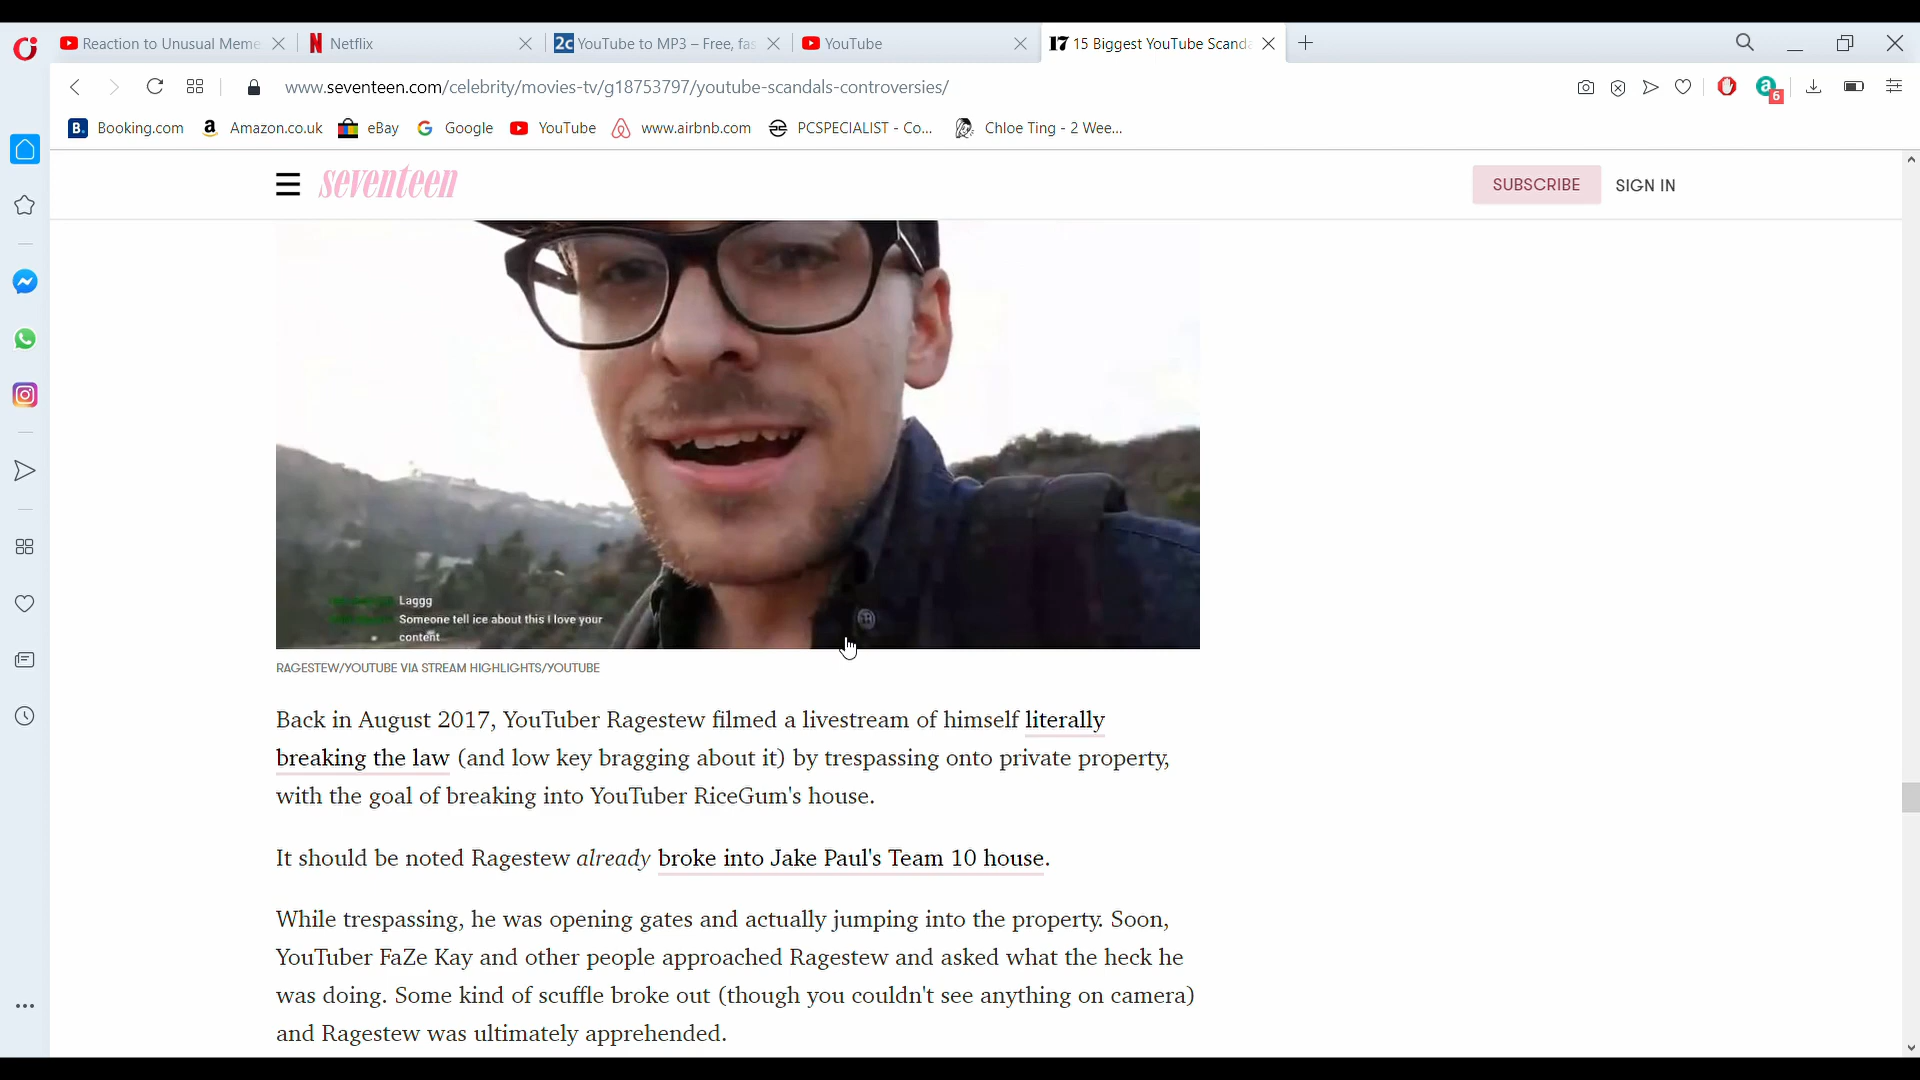 Reaction to Unusual Meme
Netflix
2c YouTube to MP3 – Free, fas
YouTube
17 15 Biggest YouTube Scanda
www.seventeen.com/celebrity/movies-tv/g18753797/youtube-scandals-controversies/
a 6
B. Booking.com
a Amazon.co.uk
eBay
G Google
YouTube
www.airbnb.com
PCSPECIALIST - Co...
Chloe Ting - 2 Wee...
seventeen
SUBSCRIBE
SIGN IN
Laggg
Someone tell ice about this I love your
content
RAGESTEW/YOUTUBE VIA STREAM HIGHLIGHTS/YOUTUBE
Back in August 2017, YouTuber Ragestew filmed a livestream of himself literally
breaking the law (and low key bragging about it) by trespassing onto private property,
with the goal of breaking into YouTuber RiceGum's house.
It should be noted Ragestew already broke into Jake Paul's Team 10 house.
While trespassing, he was opening gates and actually jumping into the property. Soon,
YouTuber FaZe Kay and other people approached Ragestew and asked what the heck he
was doing. Some kind of scuffle broke out (though you couldn't see anything on camera)
and Ragestew was ultimately apprehended.